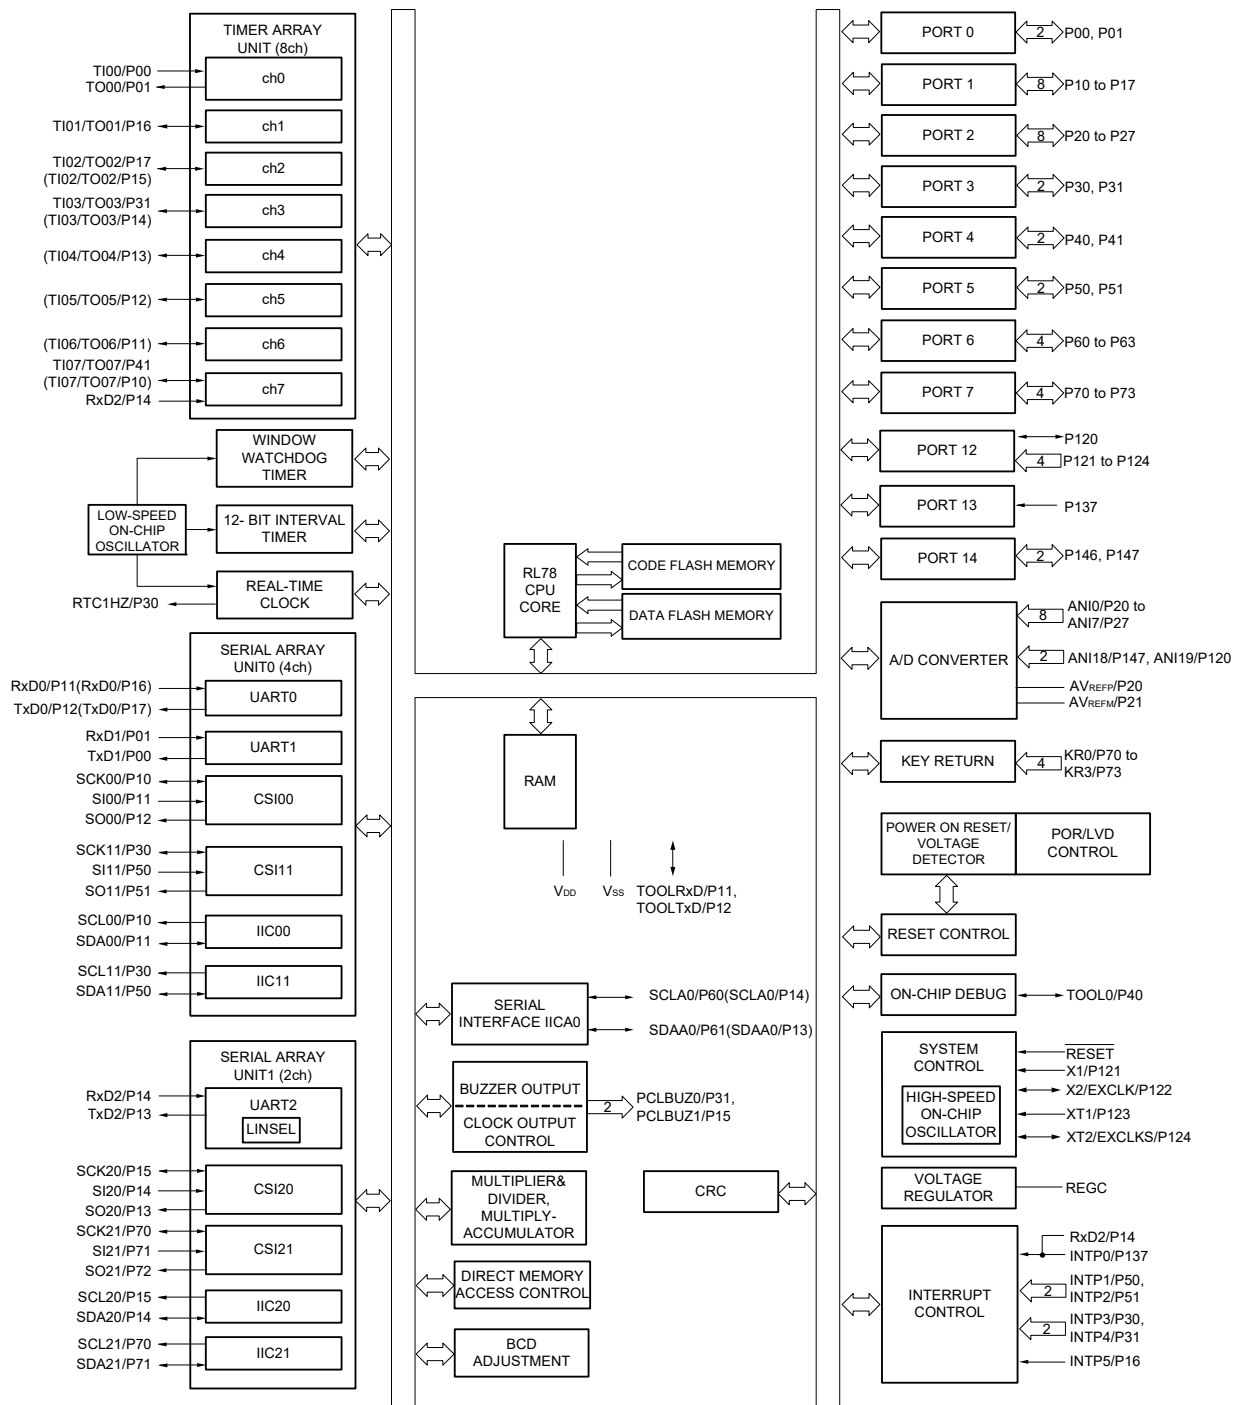 TIMER ARRAY
UNIT (8ch)
TI00/P00
TO00/P01
ch0
TI01/TO01/P16
ch1
TI02/TO02/P17
(TI02/TO02/P15)
ch2
TI03/TO03/P31
(TI03/TO03/P14)
ch3
(TI04/TO04/P13)
ch4
(TI05/TO05/P12)
ch5
(TI06/TO06/P11)
ch6
TI07/TO07/P41
(TI07/TO07/P10)
RxD2/P14
ch7
WINDOW
WATCHDOG
TIMER
LOW-SPEED
ON-CHIP
OSCILLATOR
12- BIT INTERVAL
TIMER
REAL-TIME
CLOCK
RTC1HZ/P30
SERIAL ARRAY
UNIT0 (4ch)
RxD0/P11(RxD0/P16)
TxD0/P12(TxD0/P17)
UART0
RxD1/P01
TxD1/P00
UART1
SCK00/P10
SI00/P11
SO00/P12
CSI00
SCK11/P30
SI11/P50
SO11/P51
CSI11
SCL00/P10
SDA00/P11
IIC00
SCL11/P30
SDA11/P50
IIC11
SERIAL ARRAY
UNIT1 (2ch)
RxD2/P14
TxD2/P13
UART2
LINSEL
SCK20/P15
SI20/P14
SO20/P13
CSI20
SCK21/P70
SI21/P71
SO21/P72
CSI21
SCL20/P15
SDA20/P14
IIC20
SCL21/P70
SDA21/P71
IIC21
RL78
CPU
CORE
CODE FLASH MEMORY
DATA FLASH MEMORY
RAM
VDD
VSS
TOOLRxD/P11,
TOOLTxD/P12
SERIAL
INTERFACE IICA0
SCLA0/P60(SCLA0/P14)
SDAA0/P61(SDAA0/P13)
BUZZER OUTPUT
CLOCK OUTPUT
CONTROL
2
PCLBUZ0/P31,
PCLBUZ1/P15
MULTIPLIER&
DIVIDER,
MULTIPLY-
ACCUMULATOR
CRC
DIRECT MEMORY
ACCESS CONTROL
BCD
ADJUSTMENT
PORT 0
2
P00, P01
PORT 1
8
P10 to P17
PORT 2
8
P20 to P27
PORT 3
2
P30, P31
PORT 4
2
P40, P41
PORT 5
2
P50, P51
PORT 6
4
P60 to P63
PORT 7
4
P70 to P73
PORT 12
P120
4
P121 to P124
PORT 13
P137
PORT 14
2
P146, P147
A/D CONVERTER
8
ANI0/P20 to
ANI7/P27
2
ANI18/P147, ANI19/P120
AVREFP/P20
AVREFM/P21
KEY RETURN
4
KR0/P70 to
KR3/P73
POWER ON RESET/
VOLTAGE
DETECTOR
POR/LVD
CONTROL
RESET CONTROL
ON-CHIP DEBUG
TOOL0/P40
SYSTEM
CONTROL
HIGH-SPEED
ON-CHIP
OSCILLATOR
RESET
X1/P121
X2/EXCLK/P122
XT1/P123
XT2/EXCLKS/P124
VOLTAGE
REGULATOR
REGC
INTERRUPT
CONTROL
RxD2/P14
INTP0/P137
2
INTP1/P50,
INTP2/P51
2
INTP3/P30,
INTP4/P31
INTP5/P16